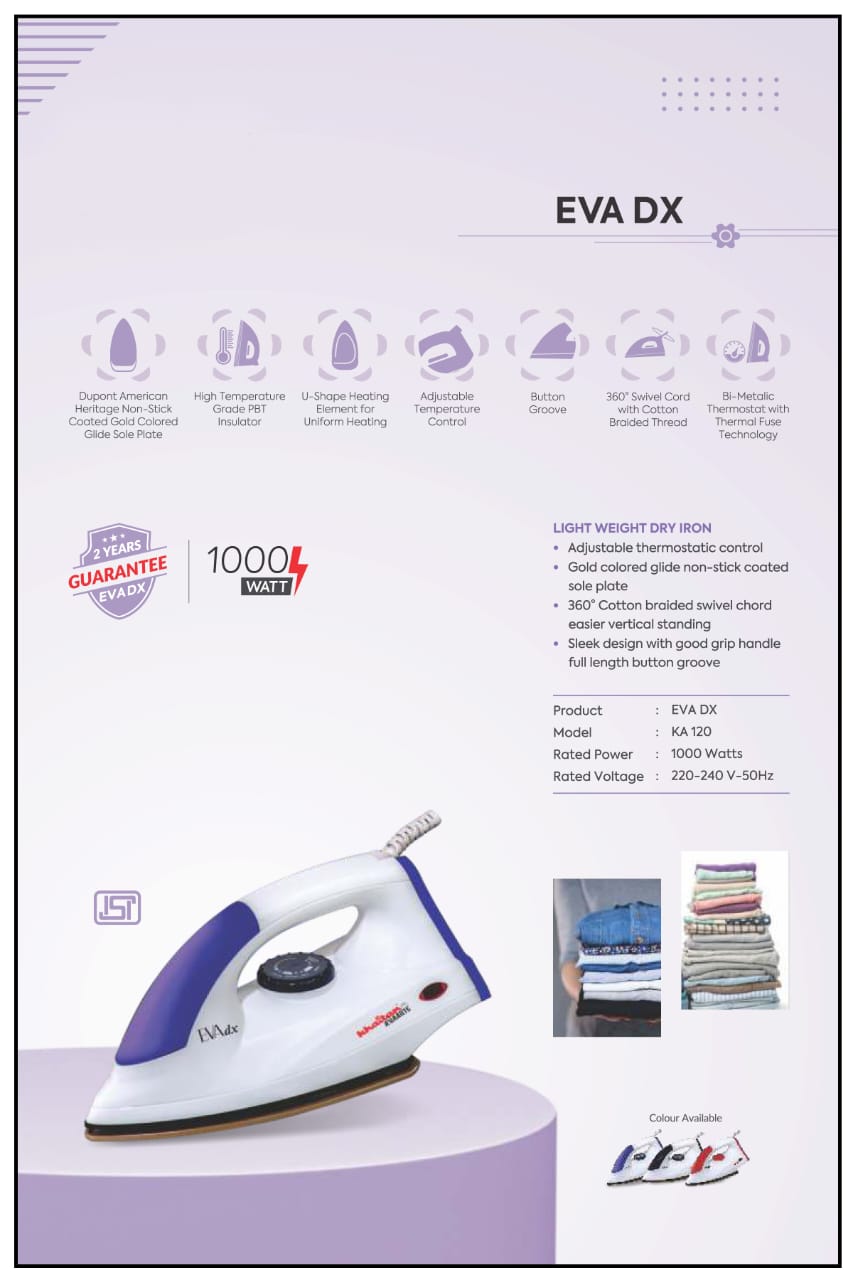 EVA DX
Dupont American
Heritage Non-Stick
Coated Gold Colored
Glide Sole Plate
High Temperature
Grade PBT
Insulator
U-Shape Heating
Element for
Uniform Heating
Adjustable
Temperature
Control
Button
Groove
360° Swivel Cord
with Cotton
Braided Thread
Bi-Metalic
Thermostat with
Thermal Fuse
Technology
2 YEARS
GUARANTEE
EVA DX
1000
WATT
LIGHT WEIGHT DRY IRON
• Adjustable thermostatic control
• Gold colored glide non-stick coated
sole plate
• 360° Cotton braided swivel chord
easier vertical standing
• Sleek design with good grip handle
full length button groove
Product : EVA DX
Model : KA 120
Rated Power : 1000 Watts
Rated Voltage : 220-240 V-50Hz
ISI
EVAdx
khaitan
AVAANTE
Colour Available